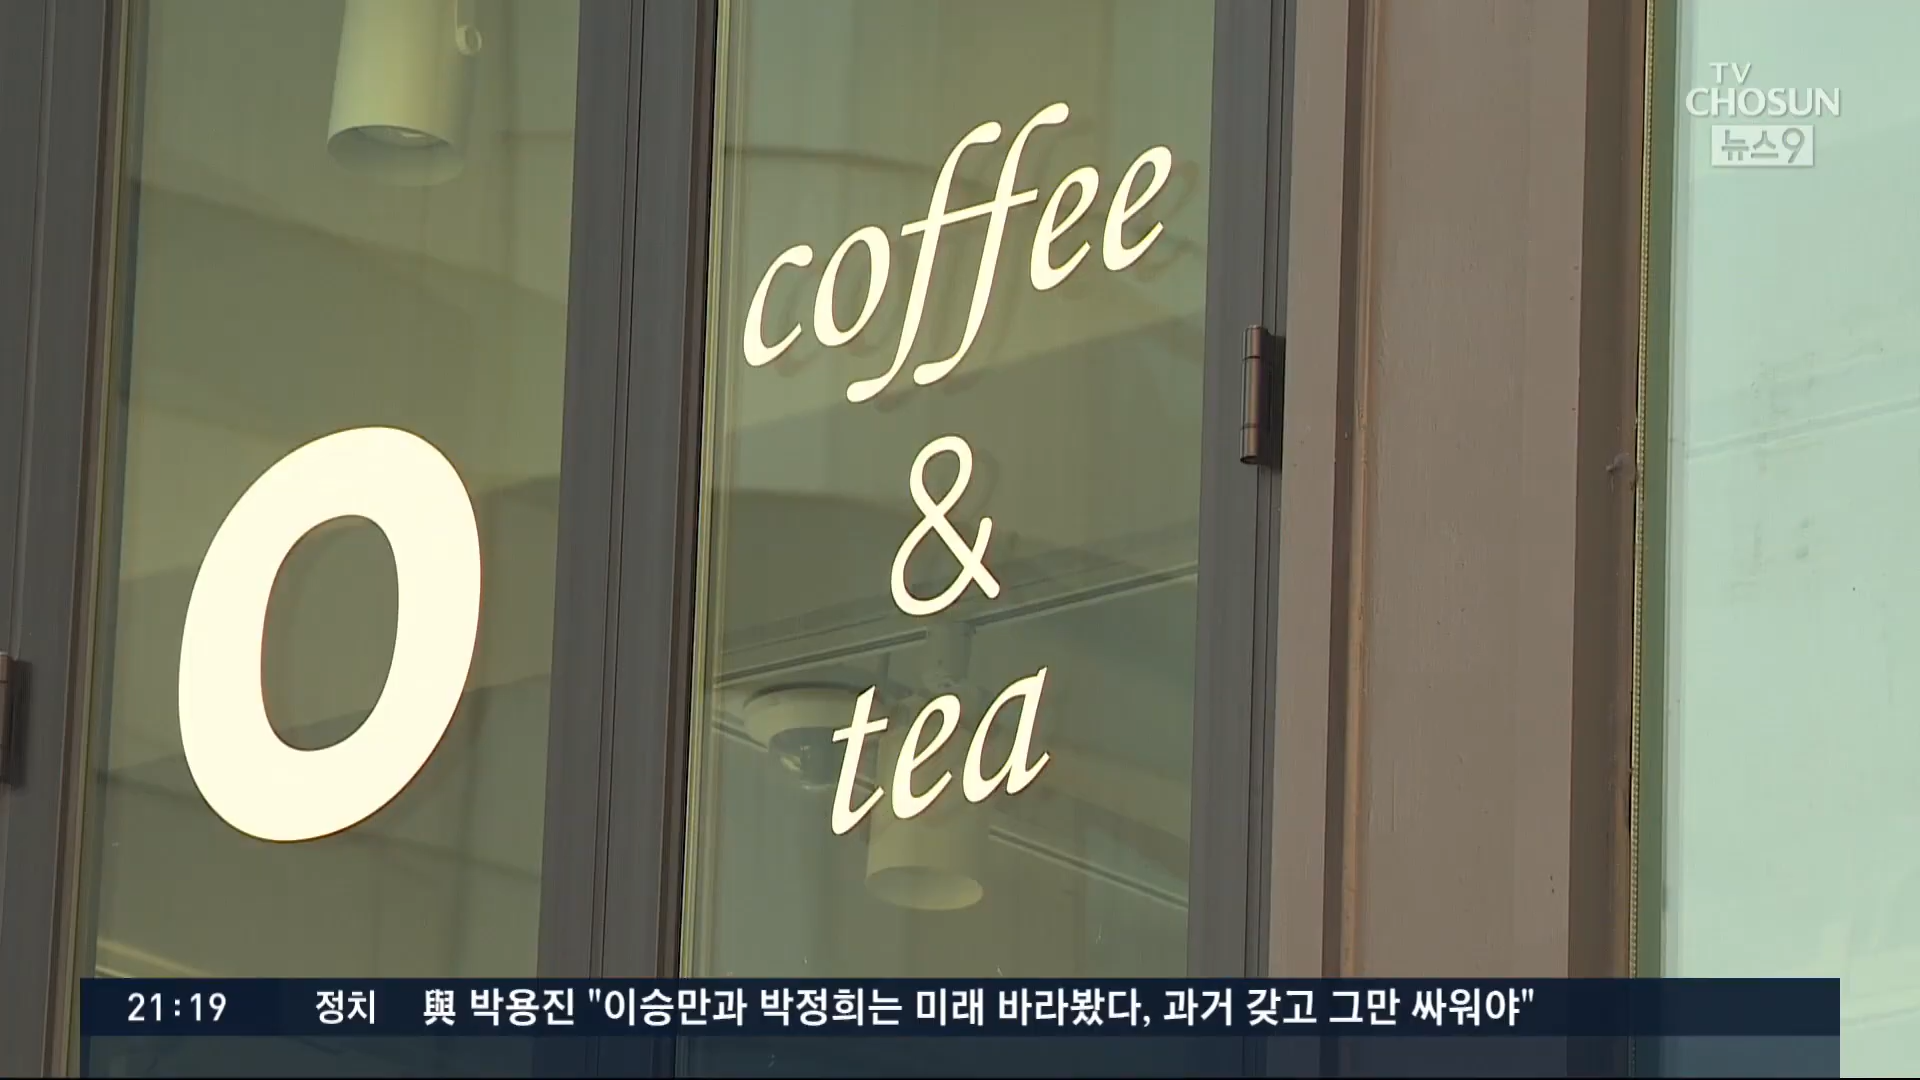 TV
CHOSUN
뉴스9
o
coffee
&
tea
21:19 정치 與 박용진 "이승만과 박정희는 미래 바라봤다, 과거 갖고 그만 싸워야"